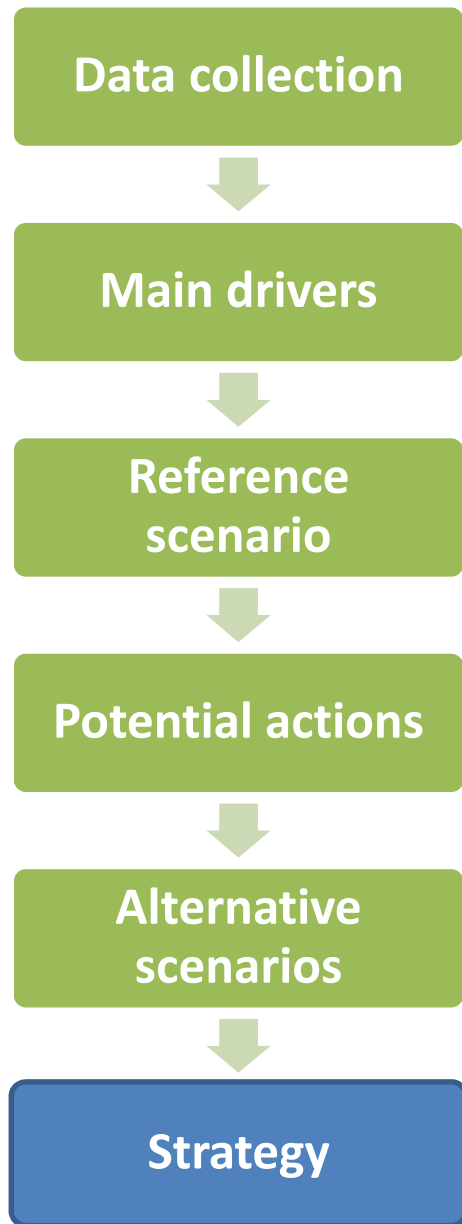 Data collection
Main drivers
Reference
scenario
Potential actions
Alternative
scenarios
Strategy